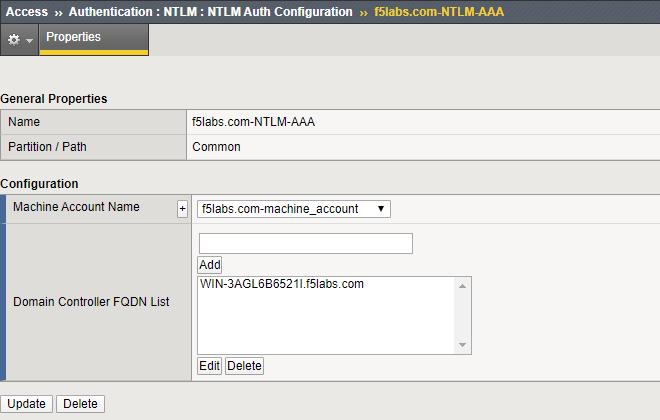 Access ›› Authentication : NTLM : NTLM Auth Configuration ›› f5labs.com-NTLM-AAA
Properties
General Properties
Name f5labs.com-NTLM-AAA
Partition / Path Common
Configuration
Machine Account Name + f5labs.com-machine_account
Add
Domain Controller FQDN List
WIN-3AGL6B6521I.f5labs.com
Edit Delete
Update Delete